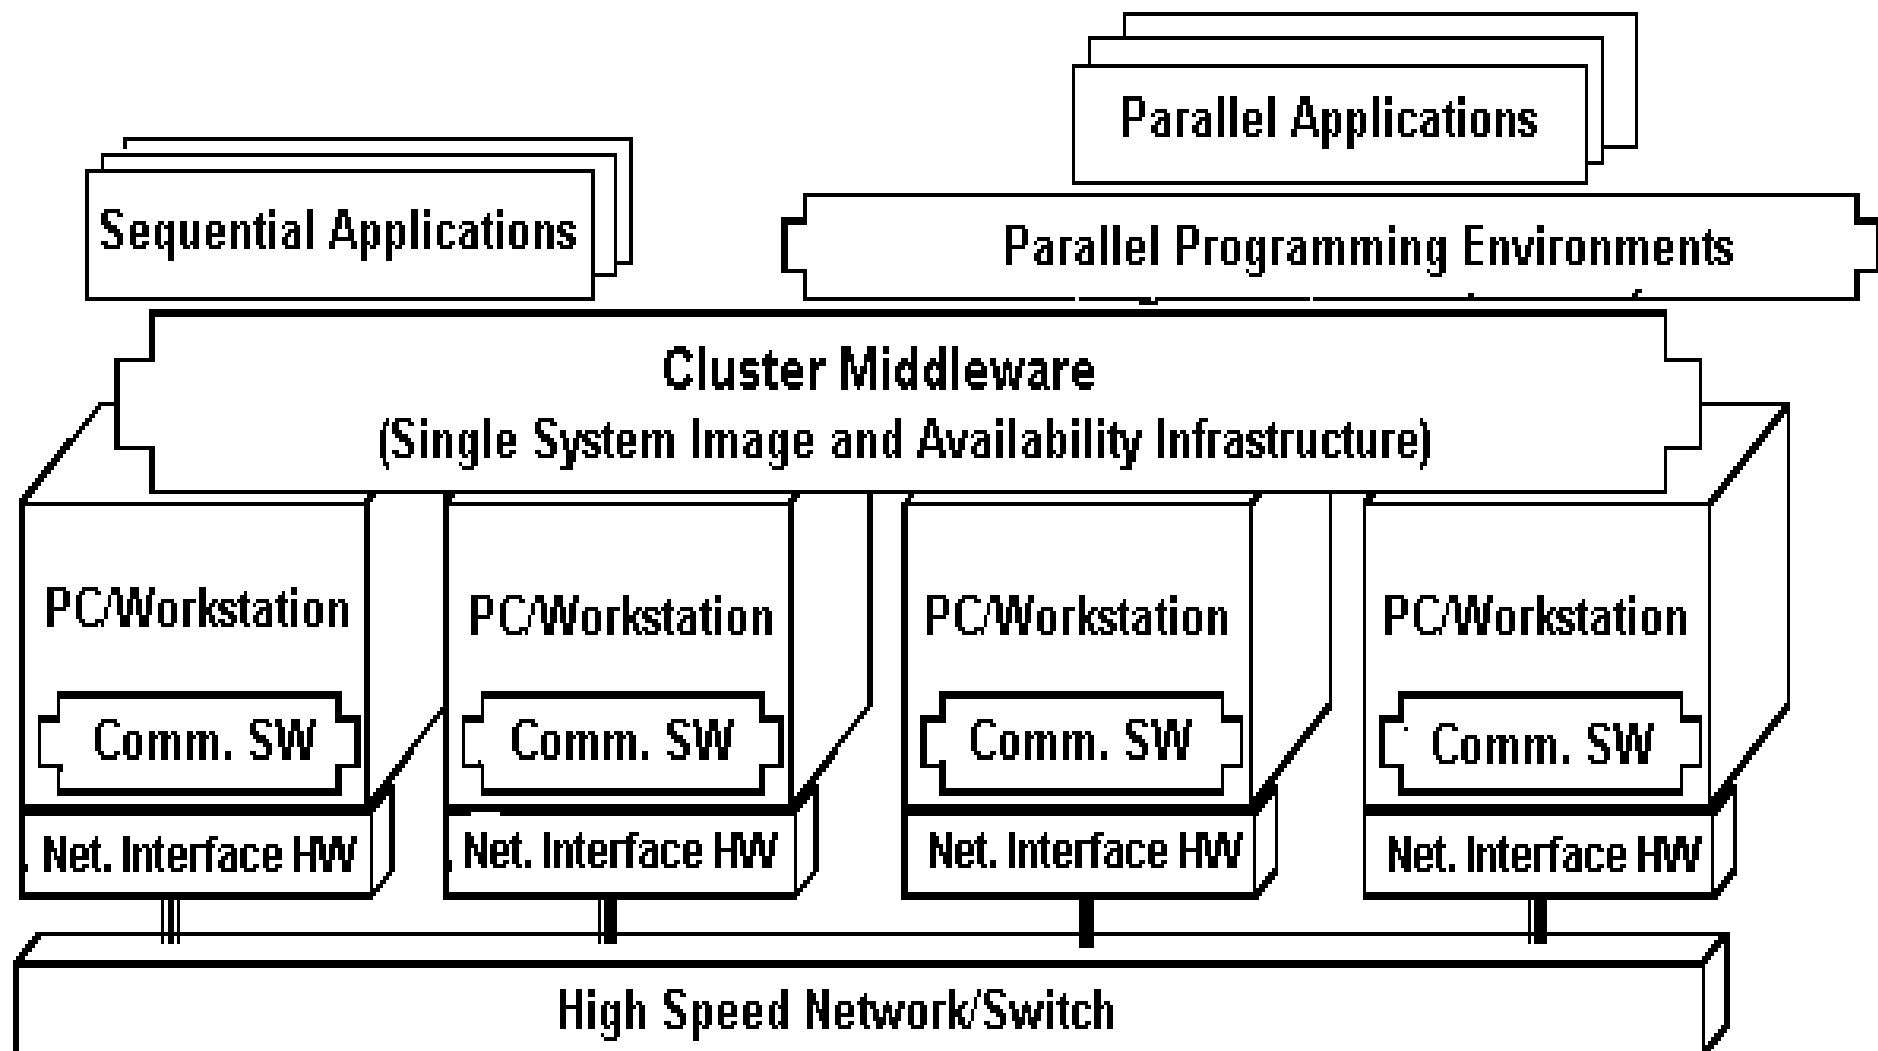 Parallel Applications
Sequential Applications
Parallel Programming Environments
Cluster Middleware
(Single System Image and Availability Infrastructure)
PC/Workstation
PC/Workstation
PC/Workstation
PC/Workstation
Comm. SW
Comm. SW
Comm. SW
Comm. SW
Net. Interface HW
Net. Interface HW
Net. Interface HW
Net. Interface HW
High Speed Network/Switch